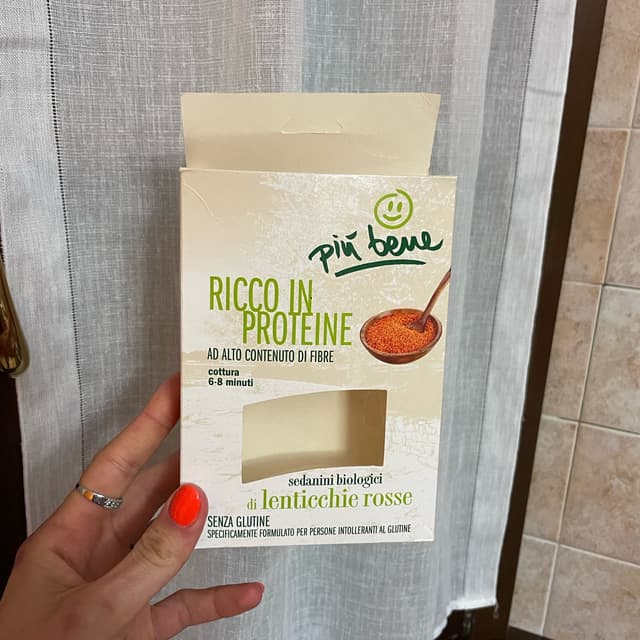 più bene
RICCO IN
PROTEINE
AD ALTO CONTENUTO DI FIBRE
cottura
6-8 minuti
sedanini biologici
di lenticchie rosse
SENZA GLUTINE
SPECIFICAMENTE FORMULATO PER PERSONE INTOLLERANTI AL GLUTINE